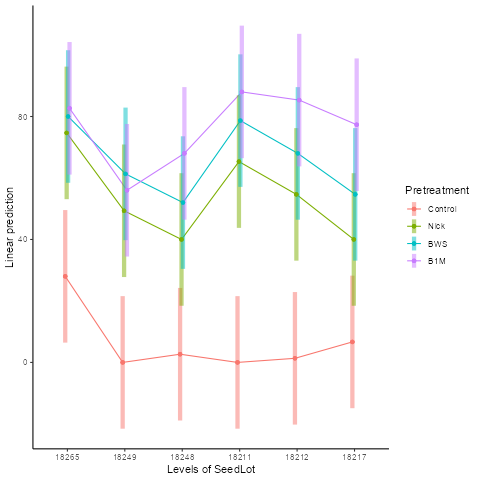 80
40
0
Linear prediction
18265 18249 18248 18211 18212 18217
Levels of SeedLot
Pretreatment
Control
Nick
BWS
B1M